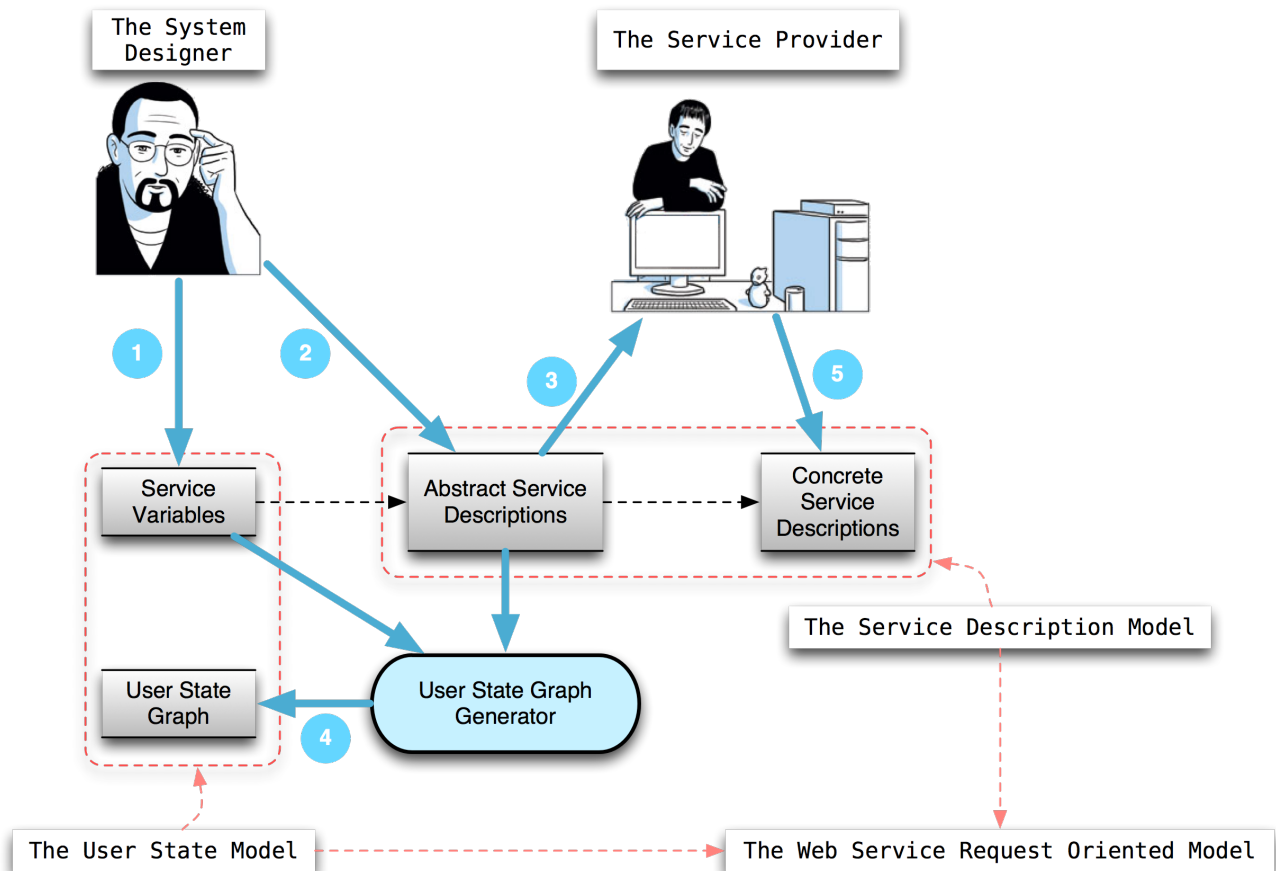 The System
Designer
The Service Provider
1
2
3
5
Service
Variables
Abstract Service
Descriptions
Concrete
Service
Descriptions
The Service Description Model
User State
Graph
User State Graph
Generator
4
The User State Model
The Web Service Request Oriented Model